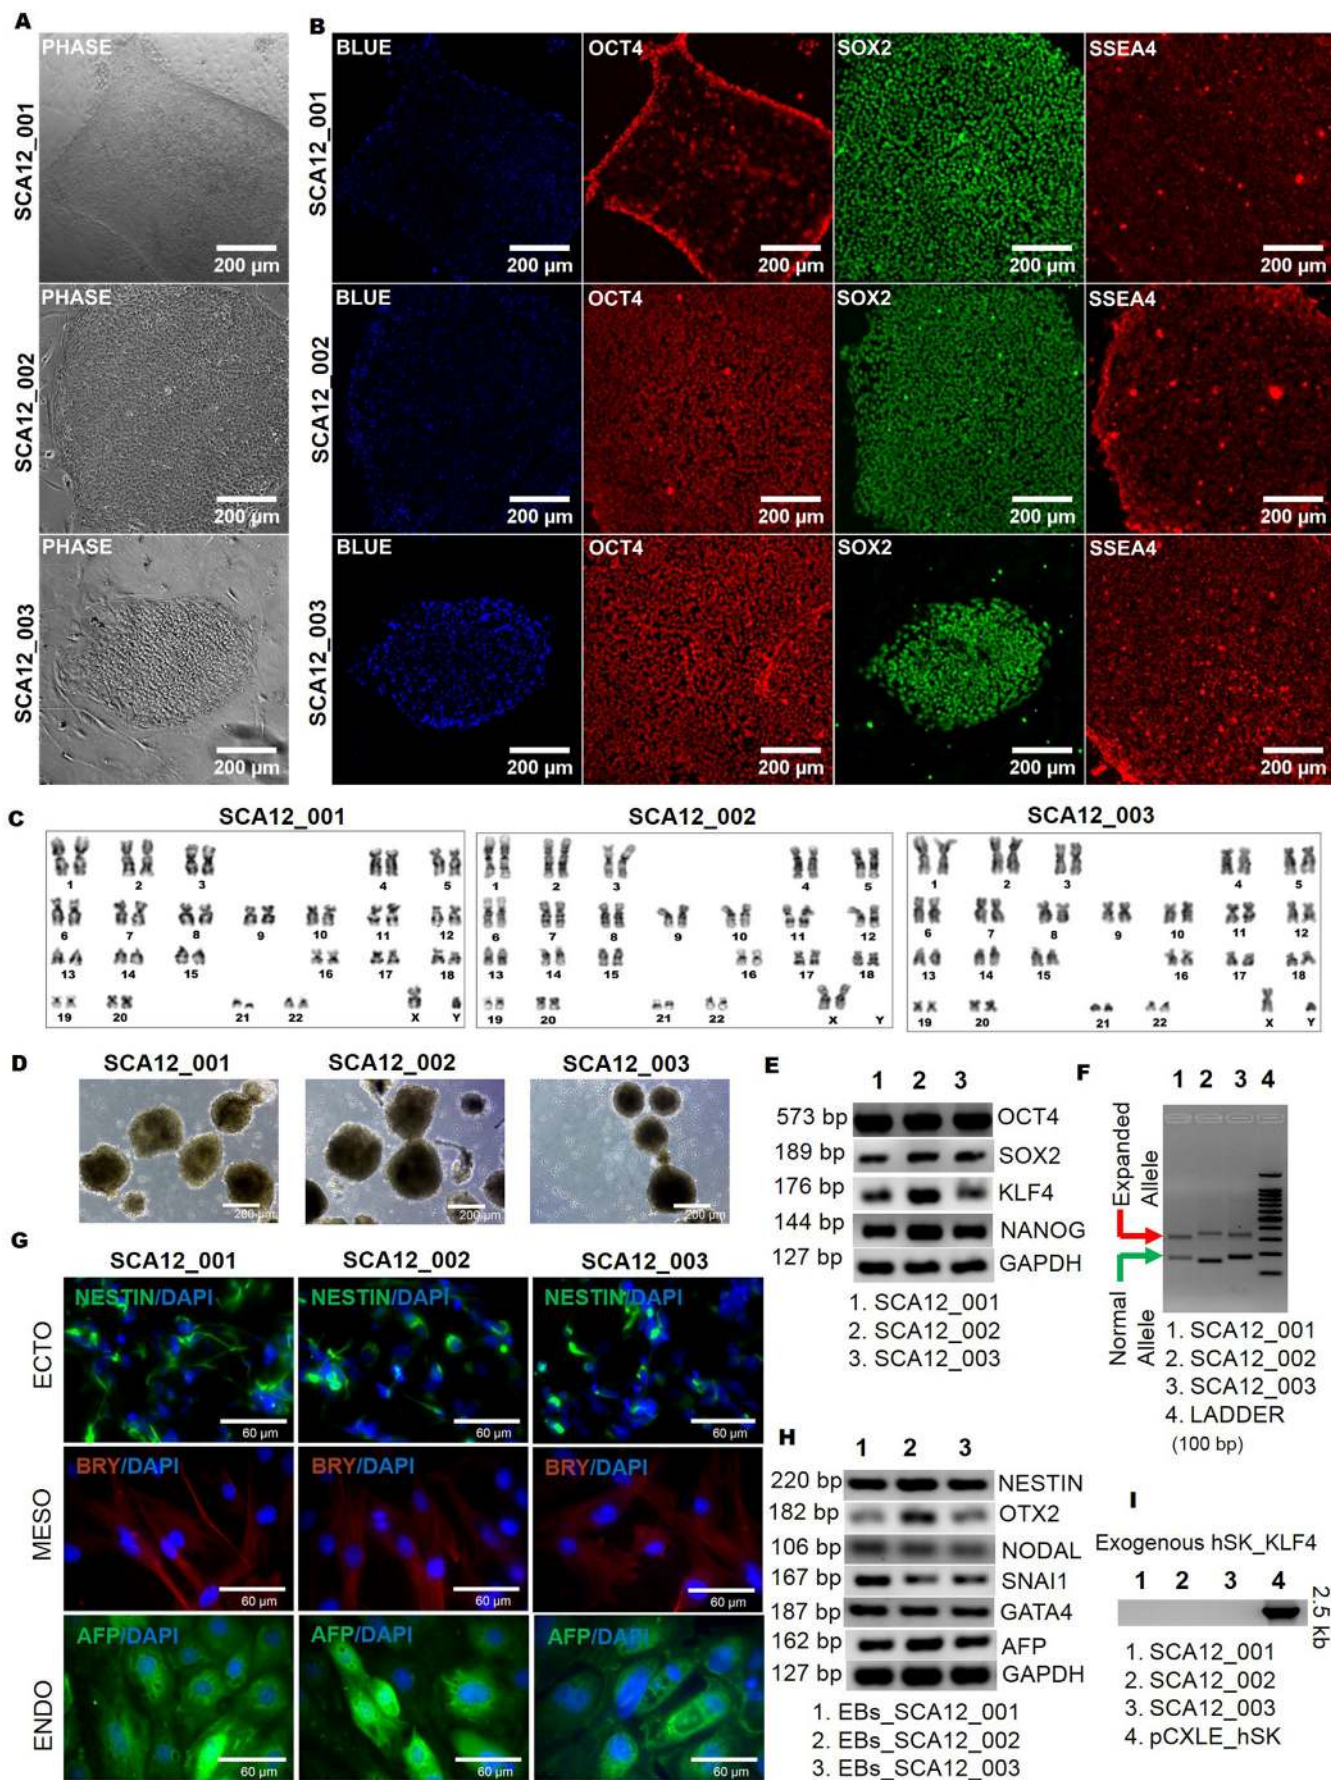 A
B
PHASE
BLUE
OCT4
SOX2
SSEA4
SCA12_001
SCA12_001
200 µm
200 µm
200 µm
200 µm
200 µm
PHASE
BLUE
OCT4
SOX2
SSEA4
SCA12_002
SCA12_002
200 µm
200 µm
200 µm
200 µm
200 µm
PHASE
BLUE
OCT4
SOX2
SSEA4
SCA12_003
SCA12_003
200 µm
200 µm
200 µm
200 µm
200 µm
C
SCA12_001
1 2 3 4 5
6 7 8 9 10 11 12
13 14 15 16 17 18
19 20 21 22 X Y
SCA12_002
1 2 3 4 5
6 7 8 9 10 11 12
13 14 15 16 17 18
19 20 21 22 X Y
SCA12_003
1 2 3 4 5
6 7 8 9 10 11 12
13 14 15 16 17 18
19 20 21 22 X Y
D
SCA12_001
SCA12_002
SCA12_003
200 µm
200 µm
200 µm
E
1 2 3
573 bp OCT4
189 bp SOX2
176 bp KLF4
144 bp NANOG
127 bp GAPDH
1. SCA12_001
2. SCA12_002
3. SCA12_003
F
1 2 3 4
Expanded
Allele
Normal
Allele
1. SCA12_001
2. SCA12_002
3. SCA12_003
4. LADDER
(100 bp)
G
SCA12_001
SCA12_002
SCA12_003
ECTO
NESTIN/DAPI
NESTIN/DAPI
NESTIN/DAPI
60 µm
60 µm
60 µm
MESO
BRY/DAPI
BRY/DAPI
BRY/DAPI
60 µm
60 µm
60 µm
ENDO
AFP/DAPI
AFP/DAPI
AFP/DAPI
60 µm
60 µm
60 µm
H
1 2 3
220 bp NESTIN
182 bp OTX2
106 bp NODAL
167 bp SNAI1
187 bp GATA4
162 bp AFP
127 bp GAPDH
1. EBs_SCA12_001
2. EBs_SCA12_002
3. EBs_SCA12_003
I
Exogenous hSK_KLF4
1 2 3 4
2.5 kb
1. SCA12_001
2. SCA12_002
3. SCA12_003
4. pCXLE_hSK